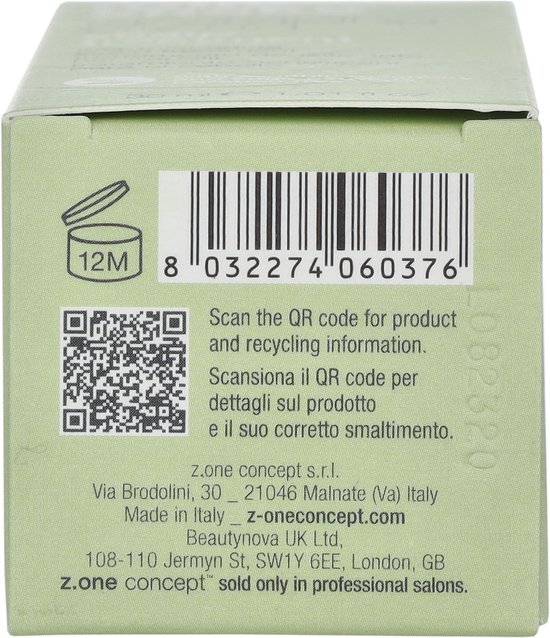 12M
8 032274 060376
Scan the QR code for product
and recycling information.
Scansiona il QR code per
dettagli sul prodotto
e il suo corretto smaltimento.
L082320
z.one concept s.r.l.
Via Brodolini, 30 _ 21046 Malnate (Va) Italy
Made in Italy _ z-oneconcept.com
Beautynova UK Ltd,
108-110 Jermyn St, SW1Y 6EE, London, GB
z.one concept™ sold only in professional salons.